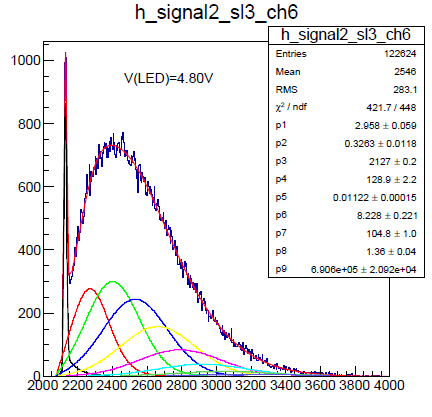 h_signal2_sl3_ch6
h_signal2_sl3_ch6
Entries 122624
Mean 2546
RMS 283.1
χ² / ndf 421.7 / 448
p1 2.958 ± 0.059
p2 0.3263 ± 0.0118
p3 2127 ± 0.2
p4 128.9 ± 2.2
p5 0.01122 ± 0.00015
p6 8.228 ± 0.221
p7 104.8 ± 1.0
p8 1.36 ± 0.04
p9 6.906e+05 ± 2.092e+04
V(LED)=4.80V
1000
800
600
400
200
0
2000 2200 2400 2600 2800 3000 3200 3400 3600 3800 4000